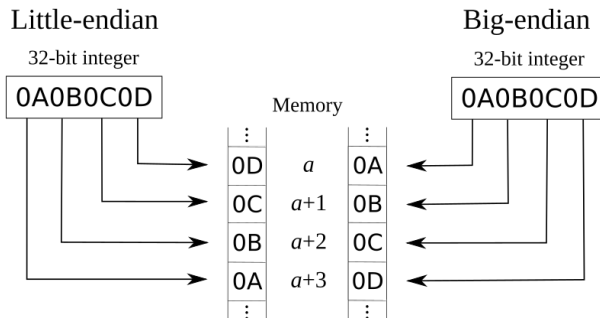 Little-endian
Big-endian
32-bit integer
32-bit integer
0A0B0C0D
0A0B0C0D
Memory
⋮ ⋮
0D a 0A
0C a+1 0B
0B a+2 0C
0A a+3 0D
⋮ ⋮